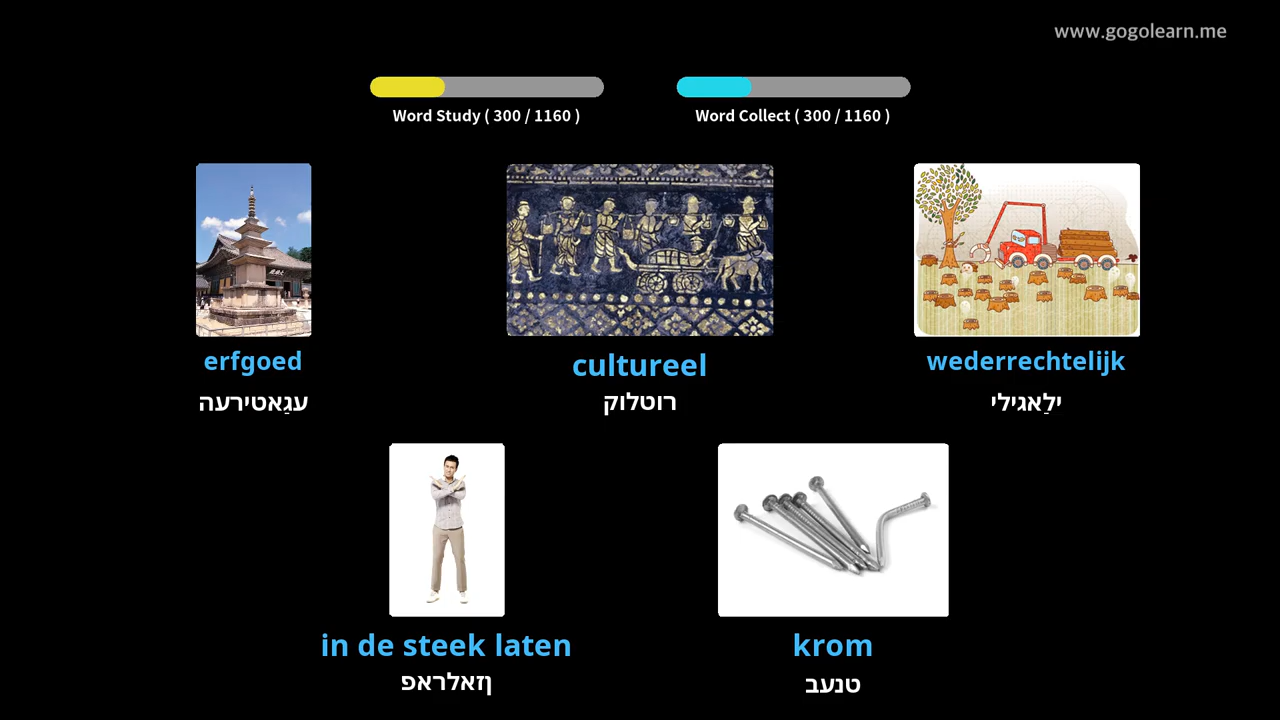 www.gogolearn.me
Word Study ( 300 / 1160 )
Word Collect ( 300 / 1160 )
erfgoed
עגַאטירעה
cultureel
רוטלוק
wederrechtelijk
ילַאגילי
in de steek laten
ןזאלראפ
krom
טנעב